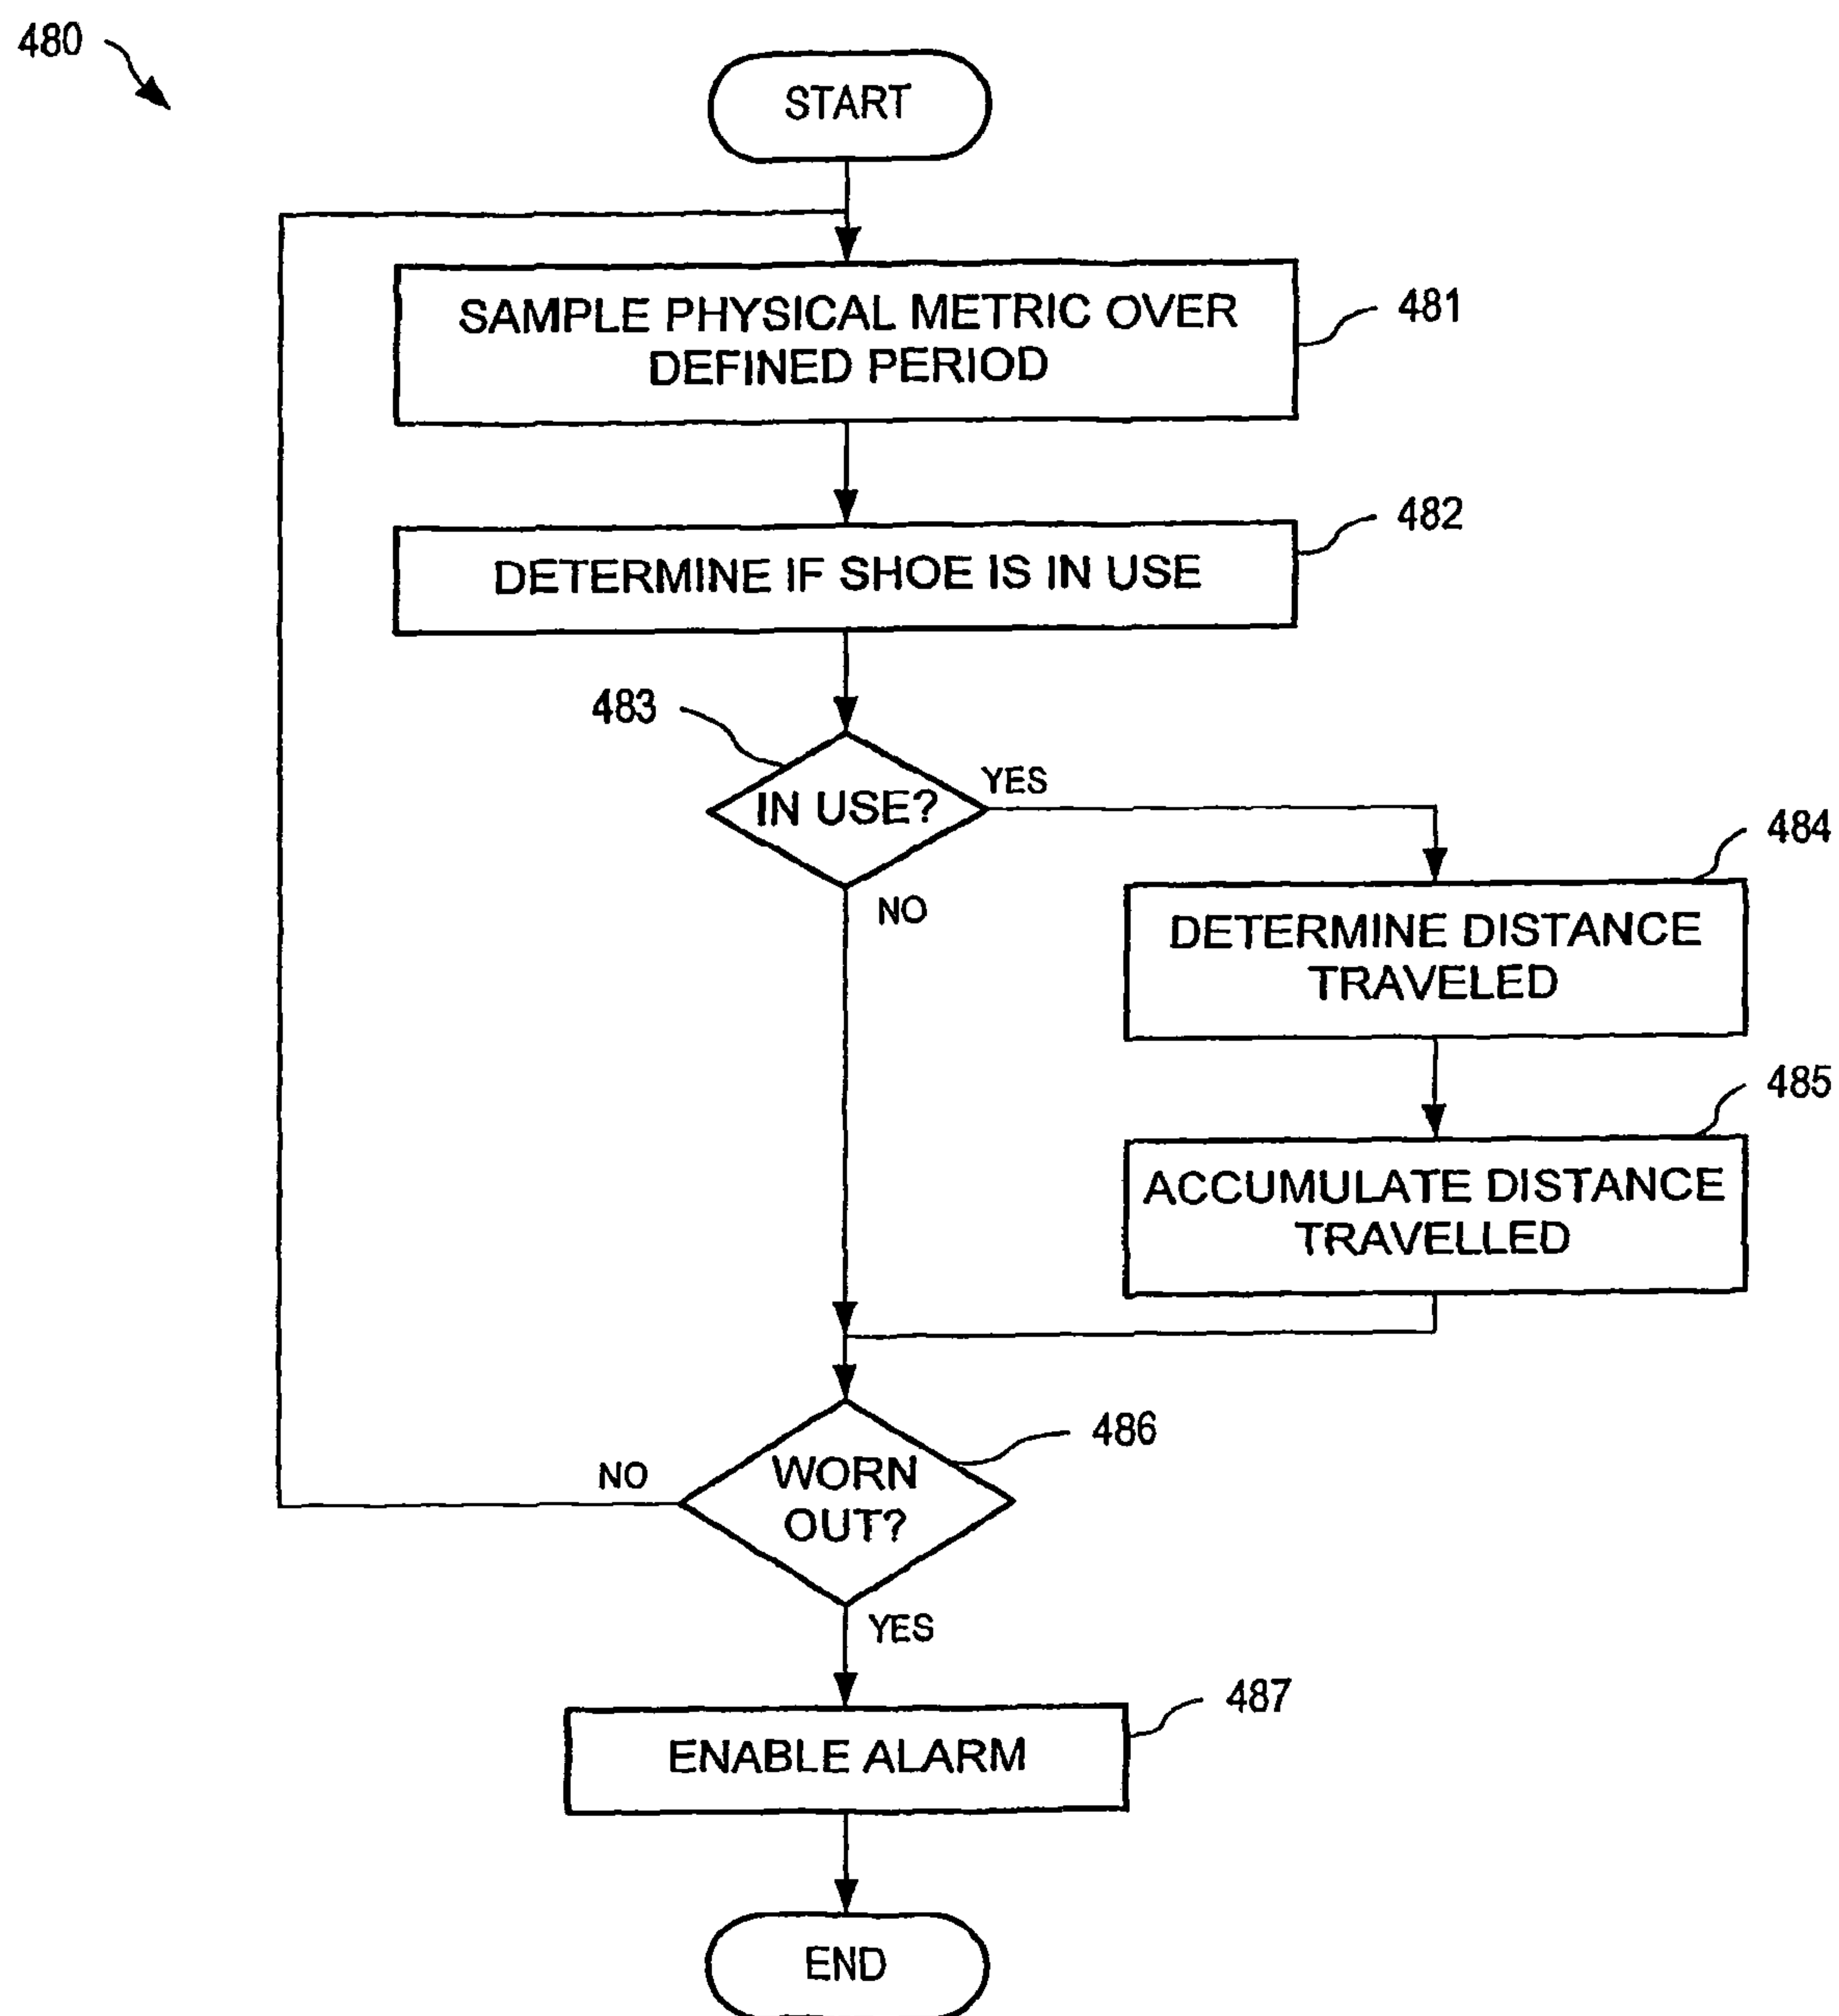 480
START
SAMPLE PHYSICAL METRIC OVER
DEFINED PERIOD
481
DETERMINE IF SHOE IS IN USE
482
483
IN USE?
YES
NO
484
DETERMINE DISTANCE
TRAVELED
485
ACCUMULATE DISTANCE
TRAVELLED
486
WORN
OUT?
NO
YES
487
ENABLE ALARM
END